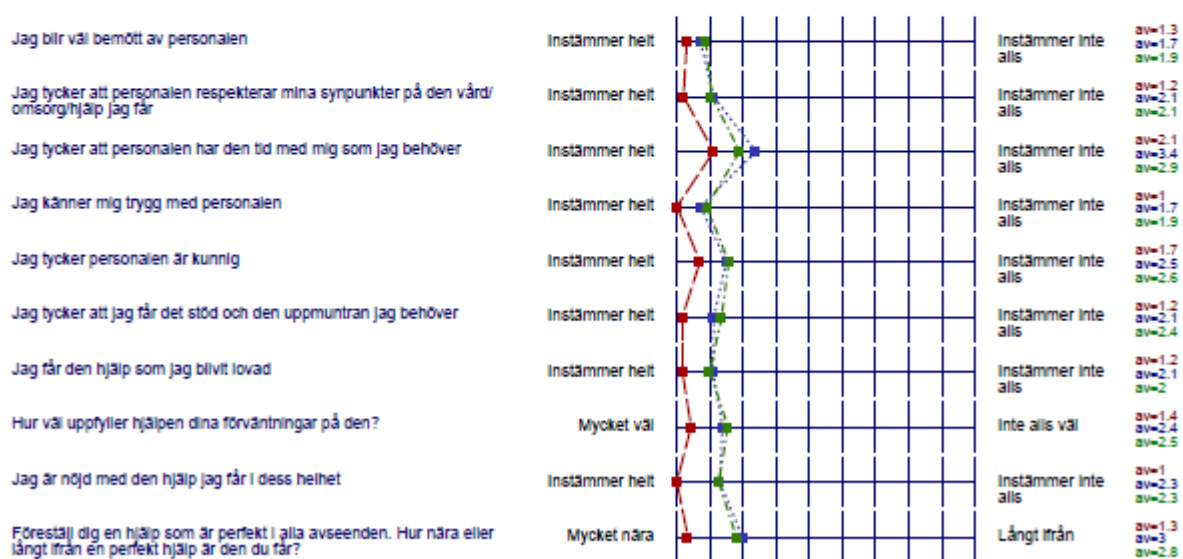 Jag blir väl bemött av personalen
Instämmer helt
Instämmer inte
alls
av=1.3
av=1.7
av=1.9
Jag tycker att personalen respekterar mina synpunkter på den vård/
omsorg/hjälp jag får
Instämmer helt
Instämmer inte
alls
av=1.2
av=2.1
av=2.1
Jag tycker att personalen har den tid med mig som jag behöver
Instämmer helt
Instämmer inte
alls
av=2.1
av=3.4
av=2.9
Jag känner mig trygg med personalen
Instämmer helt
Instämmer inte
alls
av=1
av=1.7
av=1.9
Jag tycker personalen är kunnig
Instämmer helt
Instämmer inte
alls
av=1.7
av=2.5
av=2.6
Jag tycker att jag får det stöd och den uppmuntran jag behöver
Instämmer helt
Instämmer inte
alls
av=1.2
av=2.1
av=2.4
Jag får den hjälp som jag blivit lovad
Instämmer helt
Instämmer inte
alls
av=1.2
av=2.1
av=2
Hur väl uppfyller hjälpen dina förväntningar på den?
Mycket väl
Inte alls väl
av=1.4
av=2.4
av=2.5
Jag är nöjd med den hjälp jag får i dess helhet
Instämmer helt
Instämmer inte
alls
av=1
av=2.3
av=2.3
Föreställ dig en hjälp som är perfekt i alla avseenden. Hur nära eller
långt ifrån en perfekt hjälp är den du får?
Mycket nära
Långt ifrån
av=1.3
av=3
av=2.8